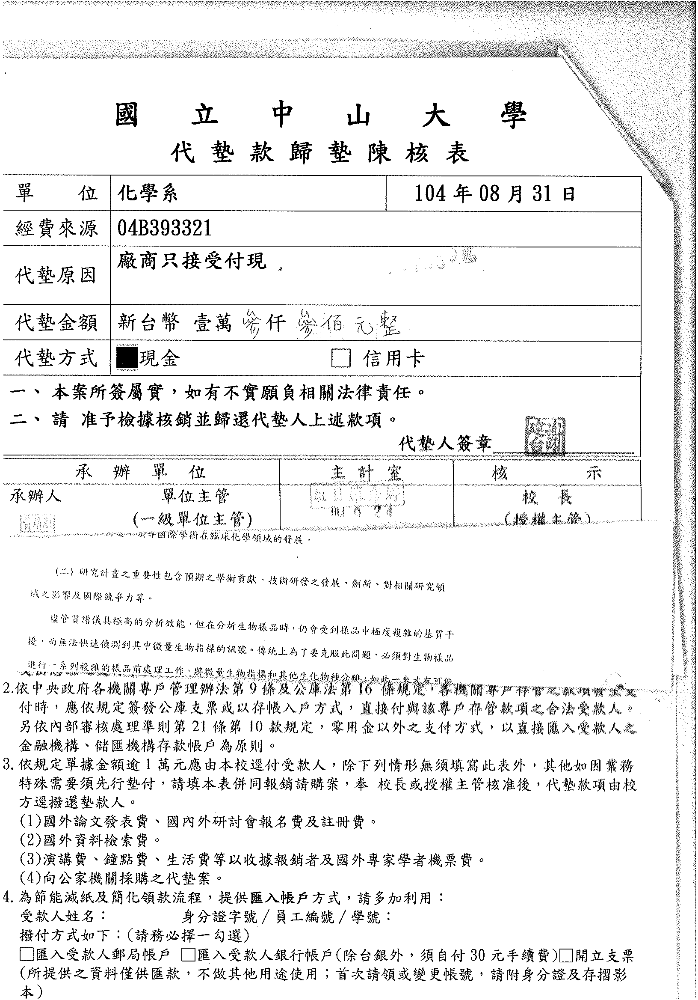 國立中山大學
代墊款歸墊陳核表
單位 化學系 104 年 08 月 31 日
經費來源 04B393321
代墊原因 廠商只接受付現
代墊金額 新台幣 壹萬參仟參佰元整
代墊方式 ■現金 □ 信用卡
一、本案所簽屬實，如有不實願負相關法律責任。
二、請 准予檢據核銷並歸還代墊人上述款項。
代墊人簽章
承辦單位 主計室 核示
承辦人 單位主管 校長
(一級單位主管) (授權主管)
國際學術在臨床化學領域的發展。
(二) 研究計畫之重要性包含預期之學術貢獻、技術研發之發展、創新、對相關研究領
域之影響及國際競爭力等。
儘管質譜儀具極高的分析效能，但在分析生物樣品時，仍會受到樣品中極度複雜的基質干
擾，而無法快速偵測到其中微量生物指標的訊號。傳統上為了要克服此問題，必須對生物樣品
進行一系列複雜的樣品前處理工作，將微量生物指標和其他生化物種分離，如此一來才有可能
2.依中央政府各機關專戶管理辦法第 9 條及公庫法第 16 條規定，各機關專戶存管之款項
付時，應依規定簽發公庫支票或以存帳入戶方式，直接付與該專戶存管款項之合法受款人。
另依內部審核處理準則第 21 條第 10 款規定，零用金以外之支付方式，以直接匯入受款人之
金融機構、儲匯機構存款帳戶為原則。
3. 依規定單據金額逾 1 萬元應由本校逕付受款人，除下列情形無須填寫此表外，其他如因業務
特殊需要須先行墊付，請填本表併同報銷請購案，奉 校長或授權主管核准後，代墊款項由校
方逕撥還墊款人。
(1)國外論文發表費、國內外研討會報名費及註冊費。
(2)國外資料檢索費。
(3)演講費、鐘點費、生活費等以收據報銷者及國外專家學者機票費。
(4)向公家機關採購之代墊案。
4. 為節能減紙及簡化領款流程，提供匯入帳戶方式，請多加利用：
受款人姓名： 身分證字號／員工編號／學號：
撥付方式如下：(請務必擇一勾選)
□匯入受款人郵局帳戶 □匯入受款人銀行帳戶(除台銀外，須自付 30 元手續費)□開立支票
(所提供之資料僅供匯款，不做其他用途使用；首次請領或變更帳號，請附身分證及存摺影
本)